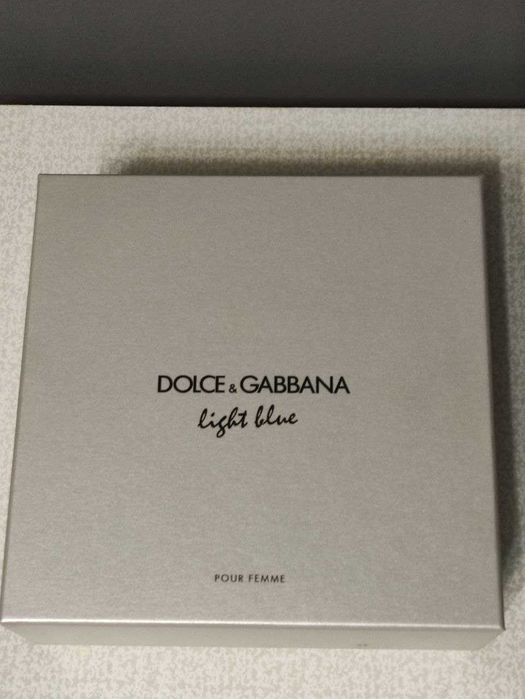 DOLCE & GABBANA
light blue
POUR FEMME